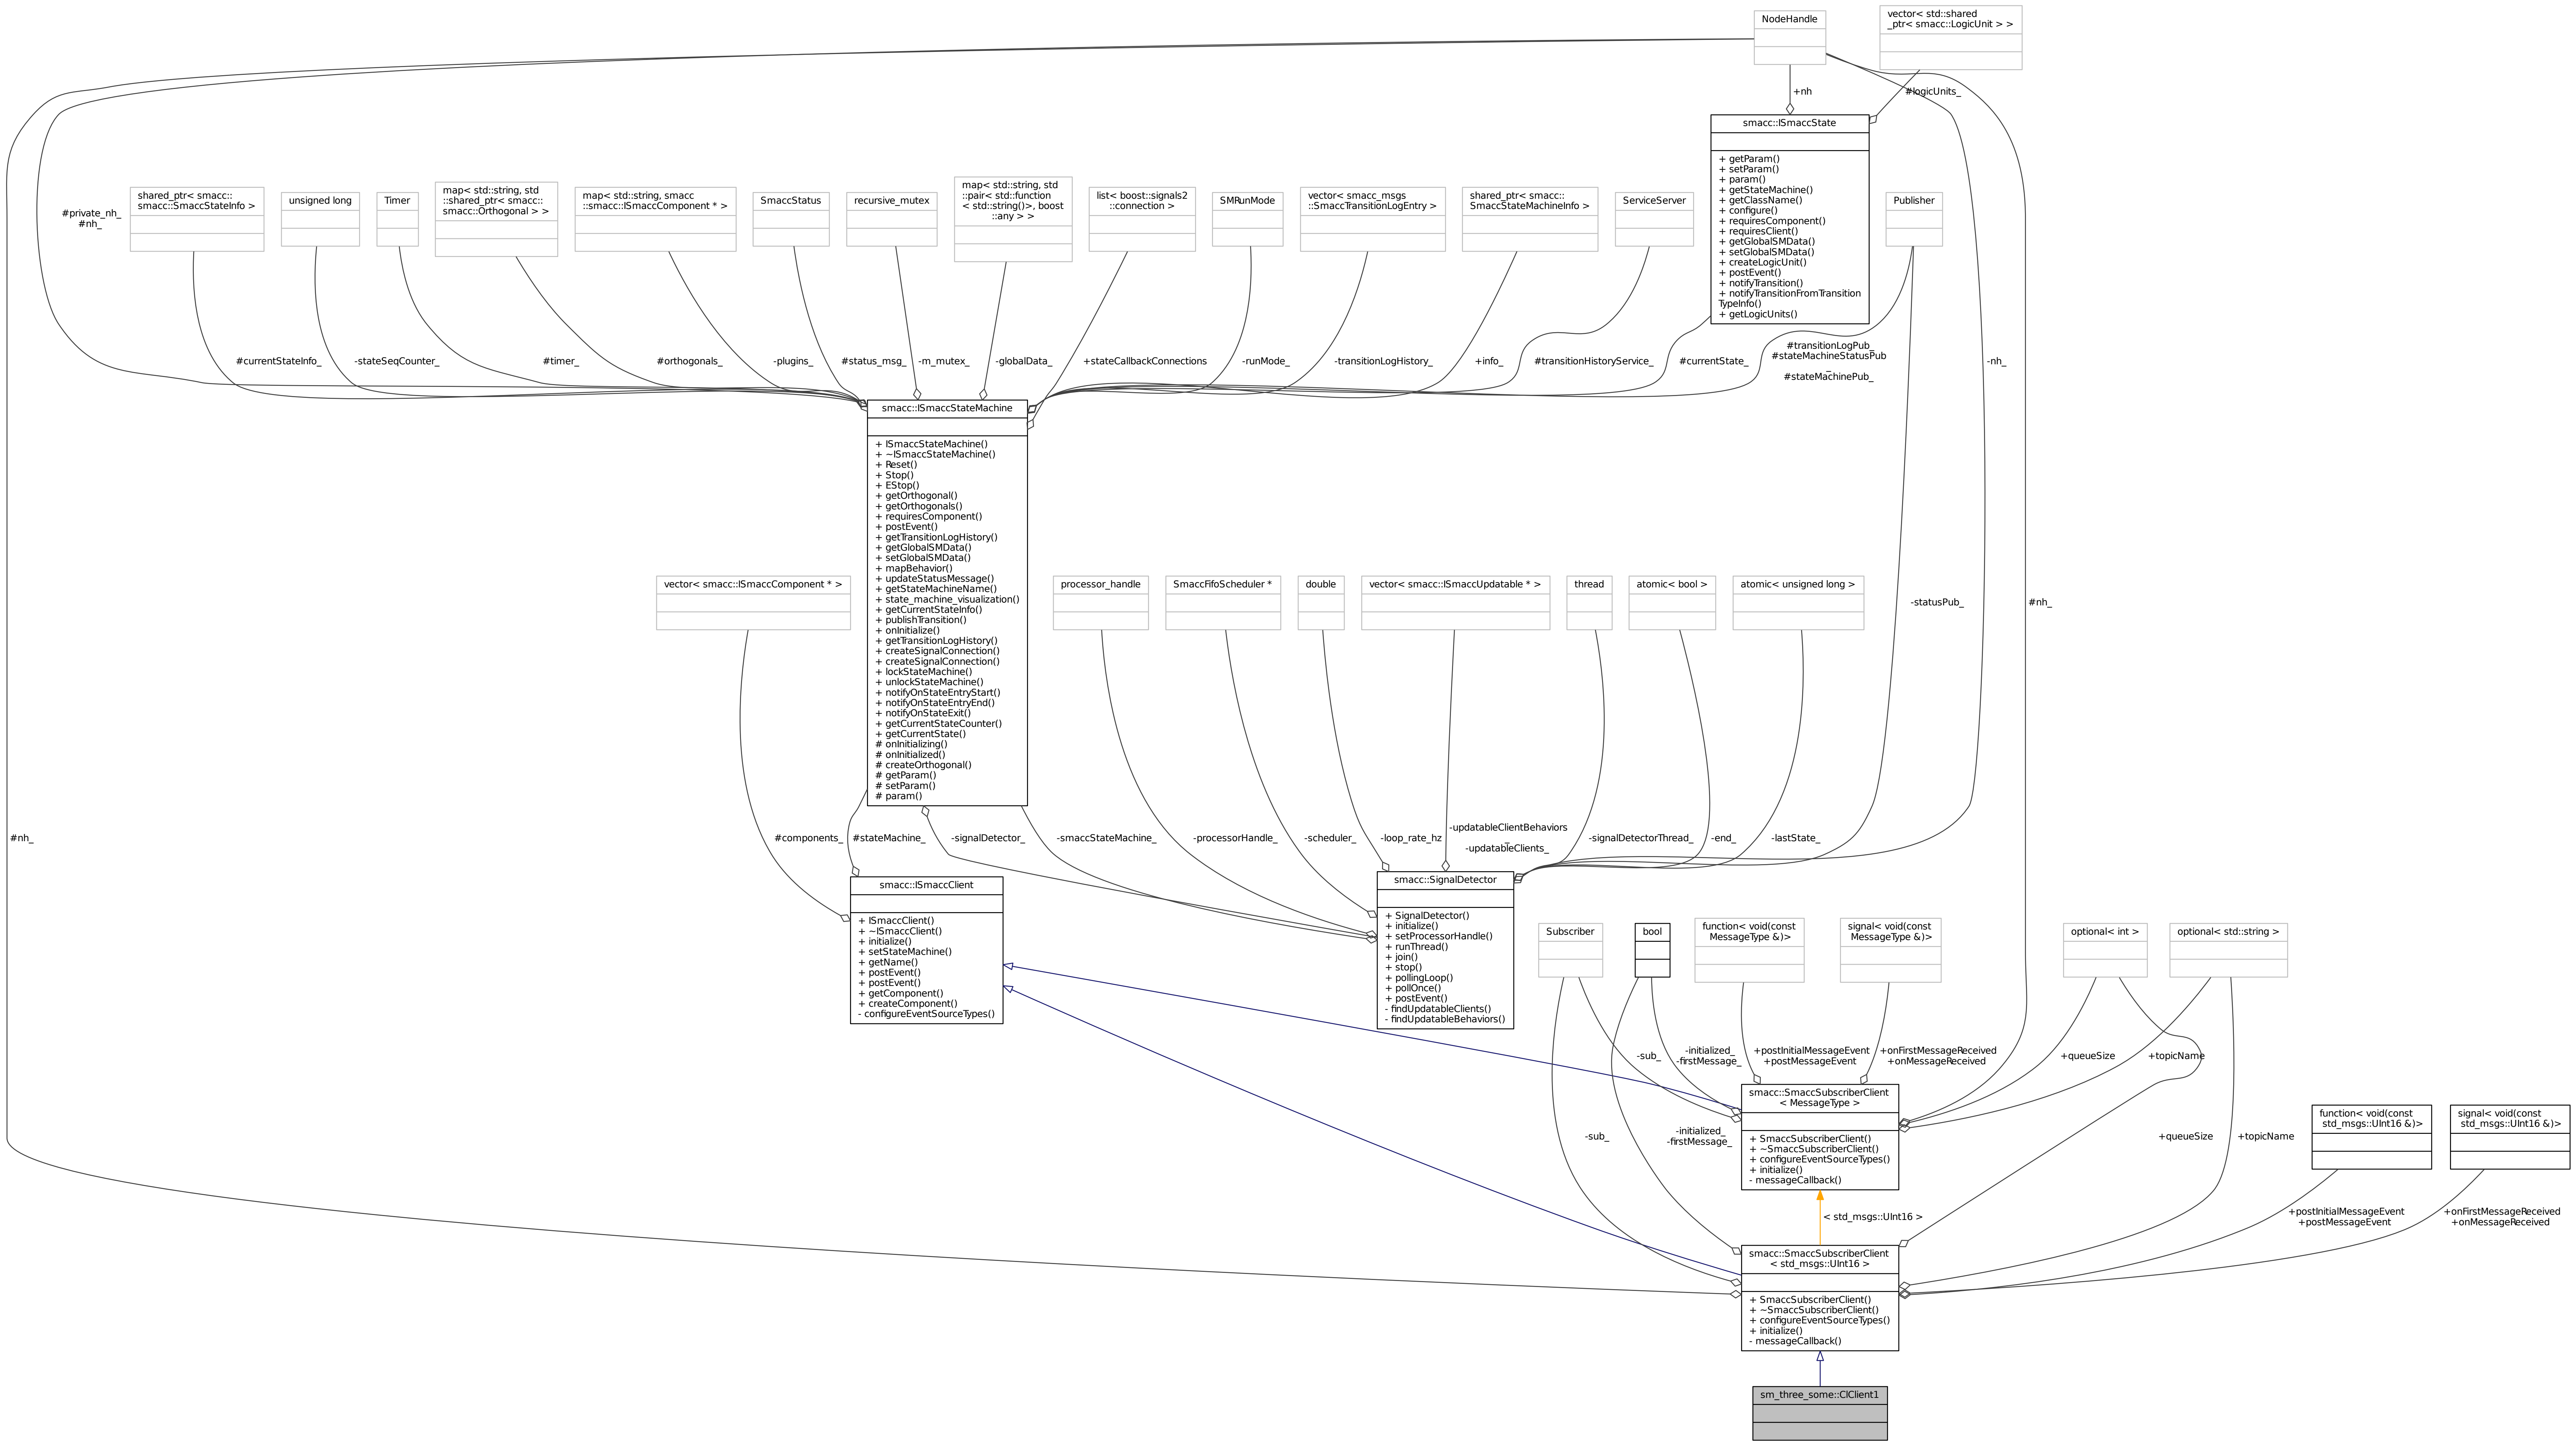 NodeHandle
vector< std::shared
_ptr< smacc::LogicUnit > >
+nh
#logicUnits_
smacc::ISmaccState
+ getParam()
+ setParam()
+ param()
+ getStateMachine()
+ getClassName()
+ configure()
+ requiresComponent()
+ requiresClient()
+ getGlobalSMData()
+ setGlobalSMData()
+ createLogicUnit()
+ postEvent()
+ notifyTransition()
+ notifyTransitionFromTransition
TypeInfo()
+ getLogicUnits()
#private_nh_
#nh_
shared_ptr< smacc::
smacc::SmaccStateInfo >
unsigned long
Timer
map< std::string, std
::shared_ptr< smacc::
smacc::Orthogonal > >
map< std::string, smacc
::smacc::ISmaccComponent * >
SmaccStatus
recursive_mutex
map< std::string, std
::pair< std::function
< std::string()>, boost
::any > >
list< boost::signals2
::connection >
SMRunMode
vector< smacc_msgs
::SmaccTransitionLogEntry >
shared_ptr< smacc::
SmaccStateMachineInfo >
ServiceServer
Publisher
#currentStateInfo_
-stateSeqCounter_
#timer_
#orthogonals_
-plugins_
#status_msg_
-m_mutex_
-globalData_
+stateCallbackConnections
-runMode_
-transitionLogHistory_
+info_
#transitionHistoryService_
#currentState_
#transitionLogPub_
#stateMachineStatusPub
_
#stateMachinePub_
-nh_
smacc::ISmaccStateMachine
+ ISmaccStateMachine()
+ ~ISmaccStateMachine()
+ Reset()
+ Stop()
+ EStop()
+ getOrthogonal()
+ getOrthogonals()
+ requiresComponent()
+ postEvent()
+ getTransitionLogHistory()
+ getGlobalSMData()
+ setGlobalSMData()
+ mapBehavior()
+ updateStatusMessage()
+ getStateMachineName()
+ state_machine_visualization()
+ getCurrentStateInfo()
+ publishTransition()
+ onInitialize()
+ getTransitionLogHistory()
+ createSignalConnection()
+ createSignalConnection()
+ lockStateMachine()
+ unlockStateMachine()
+ notifyOnStateEntryStart()
+ notifyOnStateEntryEnd()
+ notifyOnStateExit()
+ getCurrentStateCounter()
+ getCurrentState()
# onInitializing()
# onInitialized()
# createOrthogonal()
# getParam()
# setParam()
# param()
vector< smacc::ISmaccComponent * >
processor_handle
SmaccFifoScheduler *
double
vector< smacc::ISmaccUpdatable * >
thread
atomic< bool >
atomic< unsigned long >
-statusPub_
#nh_
#nh_
#components_
#stateMachine_
-signalDetector_
-smaccStateMachine_
-processorHandle_
-scheduler_
-loop_rate_hz
-updatableClientBehaviors
_
-updatableClients_
-signalDetectorThread_
-end_
-lastState_
smacc::ISmaccClient
+ ISmaccClient()
+ ~ISmaccClient()
+ initialize()
+ setStateMachine()
+ getName()
+ postEvent()
+ postEvent()
+ getComponent()
+ createComponent()
- configureEventSourceTypes()
smacc::SignalDetector
+ SignalDetector()
+ initialize()
+ setProcessorHandle()
+ runThread()
+ join()
+ stop()
+ pollingLoop()
+ pollOnce()
+ postEvent()
- findUpdatableClients()
- findUpdatableBehaviors()
Subscriber
bool
function< void(const
MessageType &)>
signal< void(const
MessageType &)>
optional< int >
optional< std::string >
-sub_
-initialized_
-firstMessage_
+postInitialMessageEvent
+postMessageEvent
+onFirstMessageReceived
+onMessageReceived
+queueSize
+topicName
smacc::SmaccSubscriberClient
< MessageType >
+ SmaccSubscriberClient()
+ ~SmaccSubscriberClient()
+ configureEventSourceTypes()
+ initialize()
- messageCallback()
function< void(const
std_msgs::UInt16 &)>
signal< void(const
std_msgs::UInt16 &)>
-sub_
-initialized_
-firstMessage_
+queueSize
+topicName
< std_msgs::UInt16 >
+postInitialMessageEvent
+postMessageEvent
+onFirstMessageReceived
+onMessageReceived
smacc::SmaccSubscriberClient
< std_msgs::UInt16 >
+ SmaccSubscriberClient()
+ ~SmaccSubscriberClient()
+ configureEventSourceTypes()
+ initialize()
- messageCallback()
sm_three_some::ClClient1